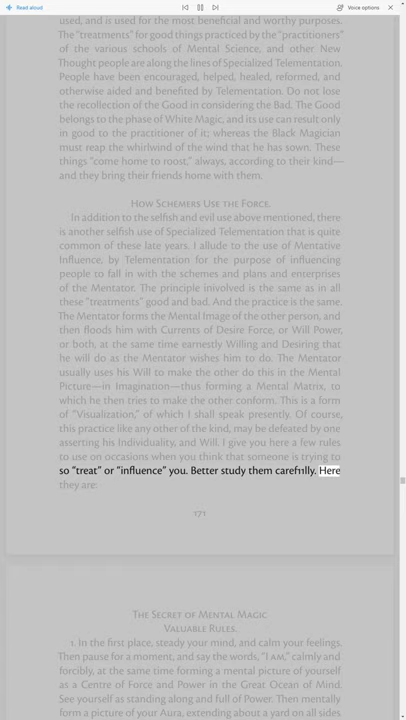 Read aloud
Voice options
used, and is used for the most beneficial and worthy purposes.
The “treatments” for good things practiced by the “practitioners”
of the various schools of Mental Science, and other New
Thought people are along the lines of Specialized Telementation.
People have been encouraged, helped, healed, reformed, and
otherwise aided and benefited by Telementation. Do not lose
the recollection of the Good in considering the Bad. The Good
belongs to the phase of White Magic, and its use can result only
in good to the practitioner of it; whereas the Black Magician
must reap the whirlwind of the wind that he has sown. These
things “come home to roost,” always, according to their kind—
and they bring their friends home with them.
How Schemers Use the Force.
In addition to the selfish and evil use above mentioned, there
is another selfish use of Specialized Telementation that is quite
common of these late years. I allude to the use of Mentative
Influence, by Telementation for the purpose of influencing
people to fall in with the schemes and plans and enterprises
of the Mentator. The principle inivolved is the same as in all
these “treatments” good and bad. And the practice is the same.
The Mentator forms the Mental Image of the other person, and
then floods him with Currents of Desire Force, or Will Power,
or both, at the same time earnestly Willing and Desiring that
he will do as the Mentator wishes him to do. The Mentator
usually uses his Will to make the other do this in the Mental
Picture—in Imagination—thus forming a Mental Matrix, to
which he then tries to make the other conform. This is a form
of “Visualization,” of which I shall speak presently. Of course,
this practice like any other of the kind, may be defeated by one
asserting his Individuality, and Will. I give you here a few rules
to use on occasions when you think that someone is trying to
so “treat” or “influence” you. Better study them carefn1lly. Here
they are:
171
The Secret of Mental Magic
Valuable Rules.
1. In the first place, steady your mind, and calm your feelings.
Then pause for a moment, and say the words, “I am,” calmly and
forcibly, at the same time forming a mental picture of yourself
as a Centre of Force and Power in the Great Ocean of Mind.
See yourself as standing along and full of Power. Then mentally
form a picture of your Aura, extending about a yard on all sides